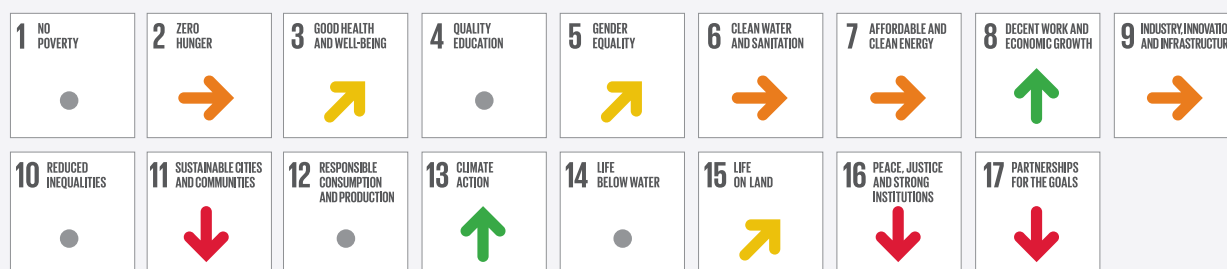 1 NO
POVERTY
2 ZERO
HUNGER
3 GOOD HEALTH
AND WELL-BEING
4 QUALITY
EDUCATION
5 GENDER
EQUALITY
6 CLEAN WATER
AND SANITATION
7 AFFORDABLE AND
CLEAN ENERGY
8 DECENT WORK AND
ECONOMIC GROWTH
9 INDUSTRY, INNOVATIO
AND INFRASTRUCTUR
10 REDUCED
INEQUALITIES
11 SUSTAINABLE CITIES
AND COMMUNITIES
12 RESPONSIBLE
CONSUMPTION
AND PRODUCTION
13 CLIMATE
ACTION
14 LIFE
BELOW WATER
15 LIFE
ON LAND
16 PEACE, JUSTICE
AND STRONG
INSTITUTIONS
17 PARTNERSHIPS
FOR THE GOALS